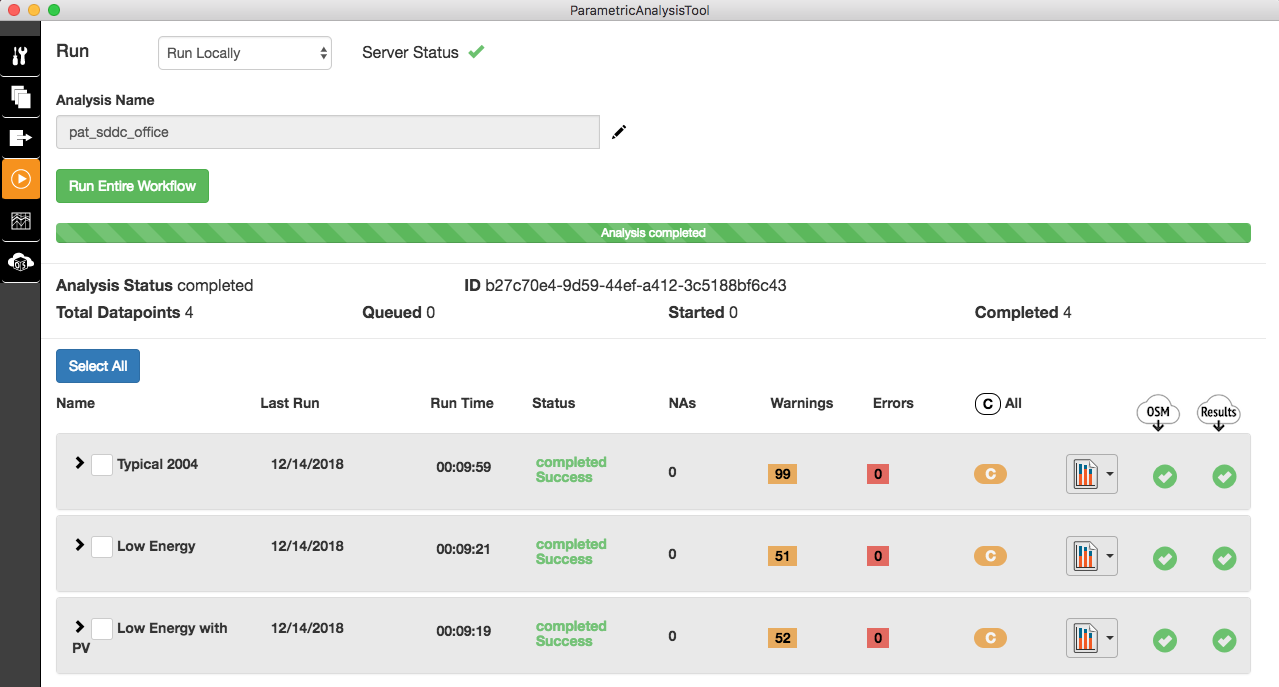 ParametricAnalysisTool
Run
Run Locally
Server Status
Analysis Name
pat_sddc_office
Run Entire Workflow
Analysis completed
Analysis Status completed ID b27c70e4-9d59-44ef-a412-3c5188bf6c43
Total Datapoints 4 Queued 0 Started 0 Completed 4
Select All
Name Last Run Run Time Status NAs Warnings Errors C All OSM Results
Typical 2004 12/14/2018 00:09:59 completed 0 99 0 C
Success
Low Energy 12/14/2018 00:09:21 completed 0 51 0 C
Success
Low Energy with 12/14/2018 00:09:19 completed 0 52 0 C
PV Success